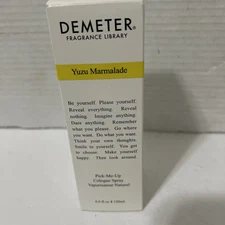 DEMETER®
FRAGRANCE LIBRARY
Yuzu Marmalade
Be yourself. Please yourself.
Reveal everything. Reveal
nothing. Imagine anything.
Dare anything. Remember
what you please. Go where
you want. Do what you want.
Think your own thoughts.
Smile to yourself. You get
to choose. Make yourself
happy. Then look around.
Pick-Me-Up
Cologne Spray
Vaporisateur Naturel